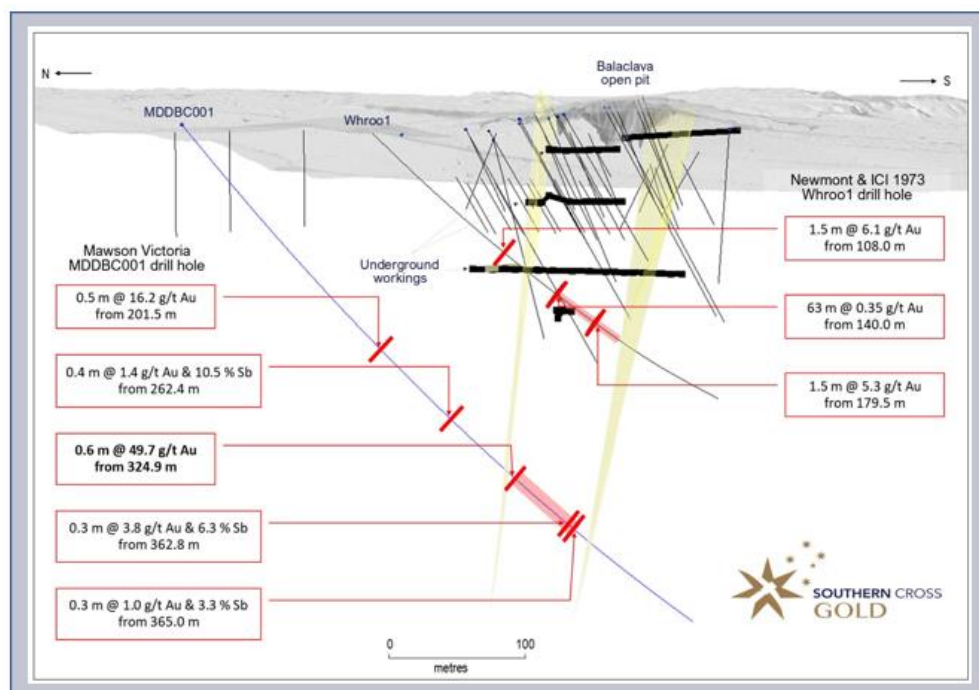 N
S
Balaclava
open pit
MDDBC001
Whroo1
Newmont & ICI 1973
Whroo1 drill hole
1.5 m @ 6.1 g/t Au
from 108.0 m
63 m @ 0.35 g/t Au
from 140.0 m
1.5 m @ 5.3 g/t Au
from 179.5 m
Underground
workings
Mawson Victoria
MDDBC001 drill hole
0.5 m @ 16.2 g/t Au
from 201.5 m
0.4 m @ 1.4 g/t Au & 10.5 % Sb
from 262.4 m
0.6 m @ 49.7 g/t Au
from 324.9 m
0.3 m @ 3.8 g/t Au & 6.3 % Sb
from 362.8 m
0.3 m @ 1.0 g/t Au & 3.3 % Sb
from 365.0 m
0
100
metres
SOUTHERN CROSS
GOLD